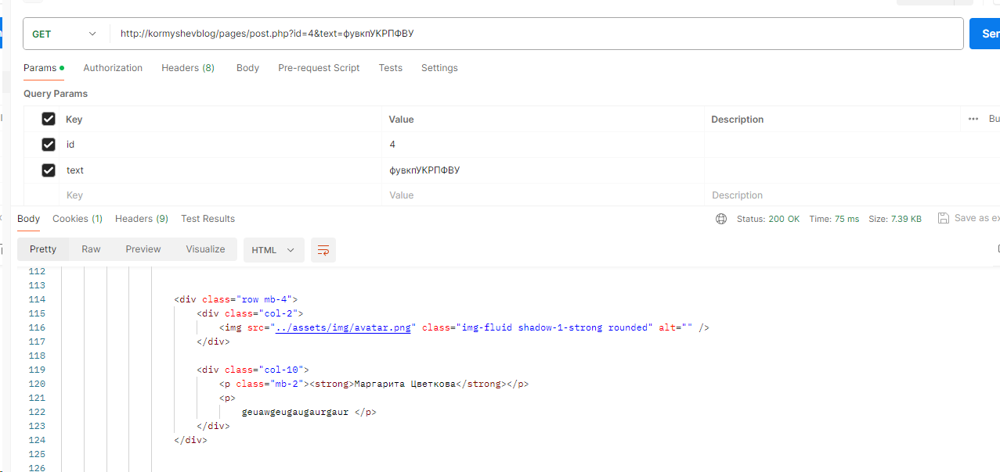 GET http://kormyshevblog/pages/post.php?id=4&text=фувкпУКРПФВУ
Params Authorization Headers (8) Body Pre-request Script Tests Settings
Query Params
Key Value Description ••• Bu
id 4
text фувкпУКРПФВУ
Key Value Description
Body Cookies (1) Headers (9) Test Results Status: 200 OK Time: 75 ms Size: 7.39 KB Save as ex
Pretty Raw Preview Visualize HTML
112
113
114 <div class="row mb-4">
115 <div class="col-2">
116 <img src="../assets/img/avatar.png" class="img-fluid shadow-1-strong rounded" alt="" />
117 </div>
118
119 <div class="col-10">
120 <p class="mb-2"><strong>Маргарита Цветкова</strong></p>
121 <p>
122 geuawgeugaugaurgaur </p>
123 </div>
124 </div>
125
126